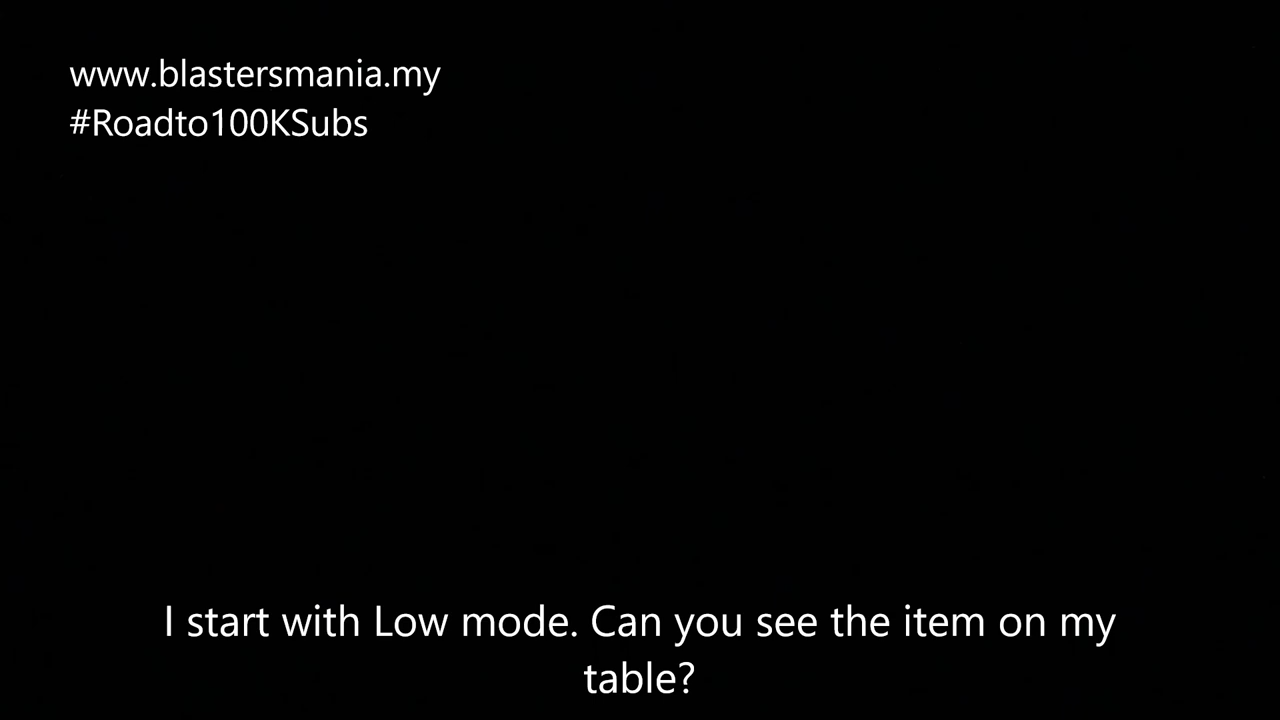 www.blastersmania.my
#Roadto100KSubs
I start with Low mode. Can you see the item on my
table?